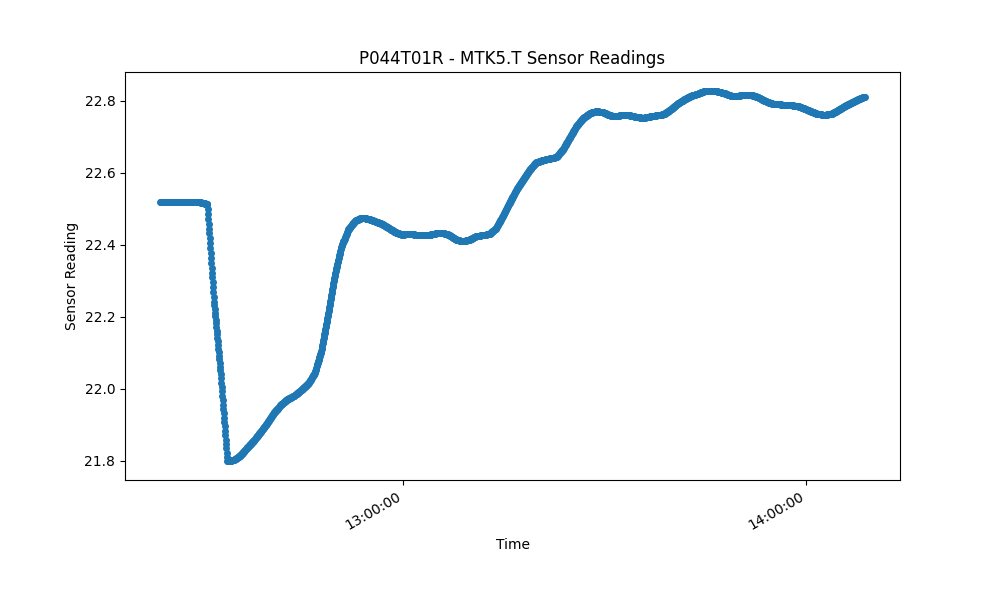 P044T01R - MTK5.T Sensor Readings
22.8
22.6
22.4
22.2
22.0
21.8
Sensor Reading
13:00:00
14:00:00
Time